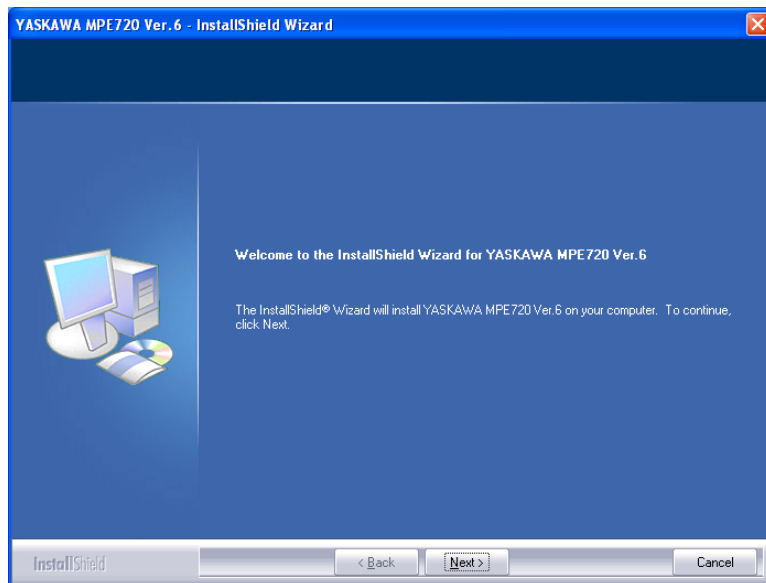 YASKAWA MPE720 Ver.6 - InstallShield Wizard
Welcome to the InstallShield Wizard for YASKAWA MPE720 Ver.6
The InstallShield® Wizard will install YASKAWA MPE720 Ver.6 on your computer. To continue,
click Next.
InstallShield
< Back
Next >
Cancel